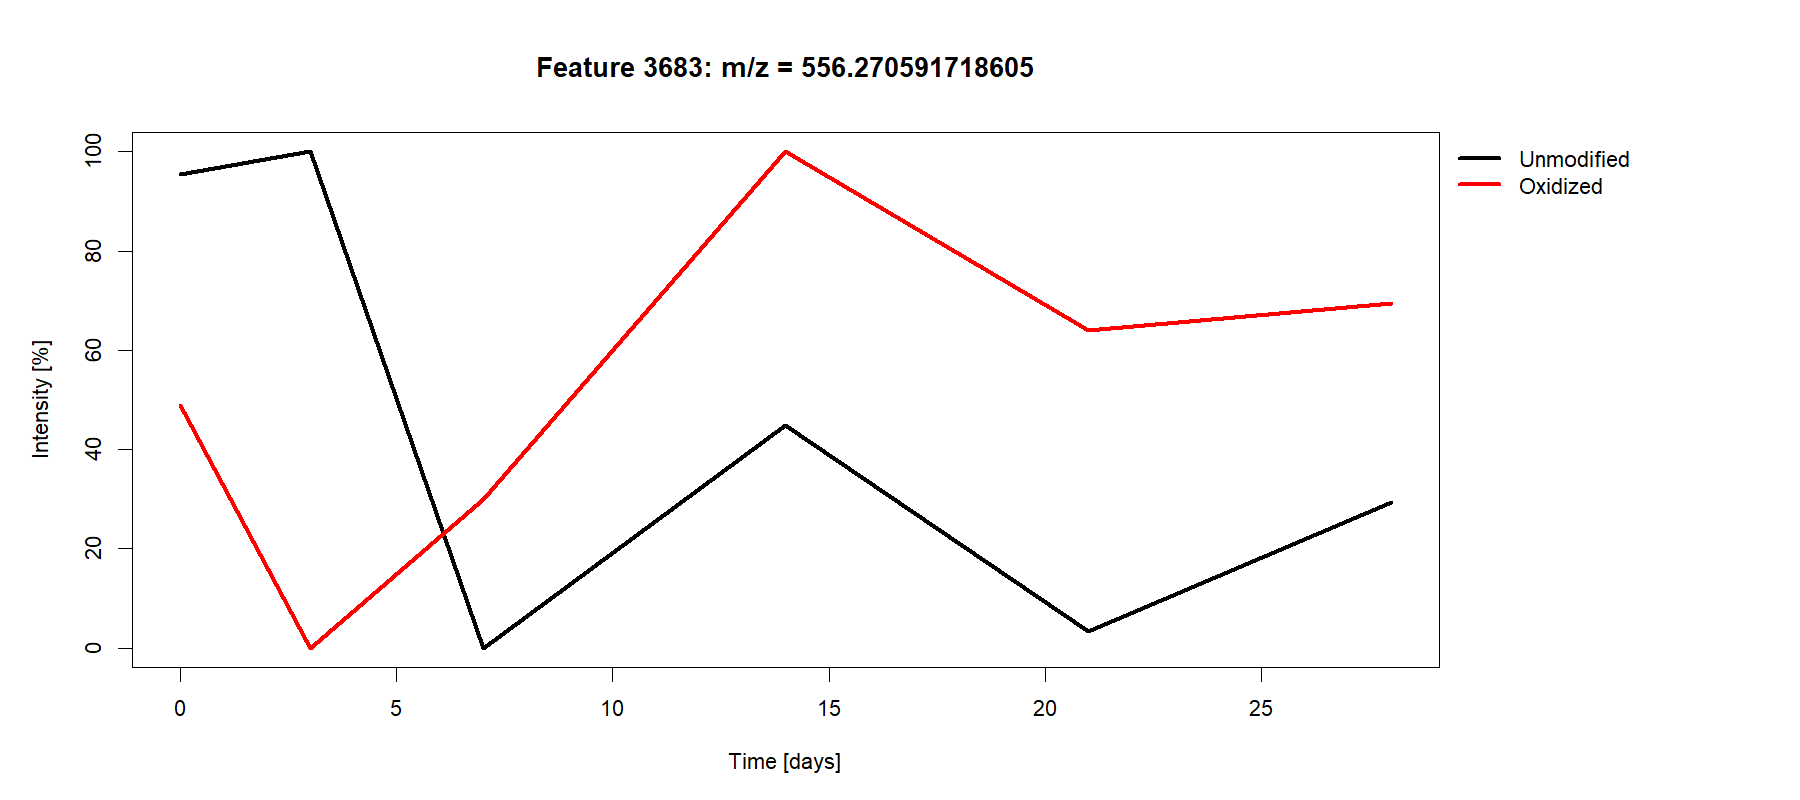 Feature 3683: m/z = 556.270591718605
Unmodified
Oxidized
Intensity [%]
100
80
60
40
20
0
0 5 10 15 20 25
Time [days]